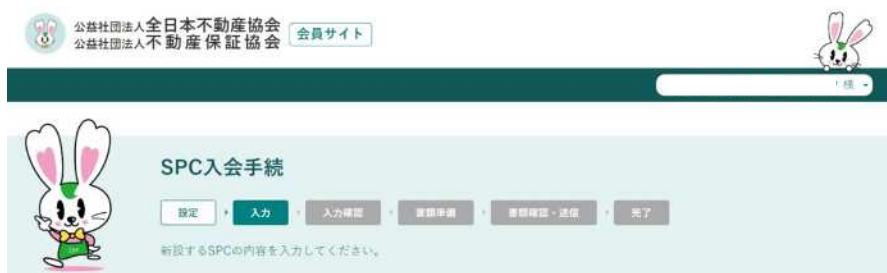 公益社団法人全日本不動産協会
公益社団法人不動産保証協会
会員サイト
様
SPC入会手続
設定
入力
入力確認
書類準備
書類確認・送信
完了
新設するSPCの内容を入力してください。